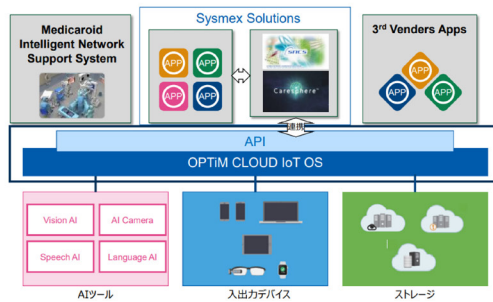 Medicaroid
Intelligent Network
Support System
Sysmex Solutions
APP
APP
APP
APP
SNCS
Caresphere
3rd Venders Apps
APP
APP
APP
連携
API
OPTiM CLOUD IoT OS
Vision AI
AI Camera
Speech AI
Language AI
AIツール
入出力デバイス
ストレージ